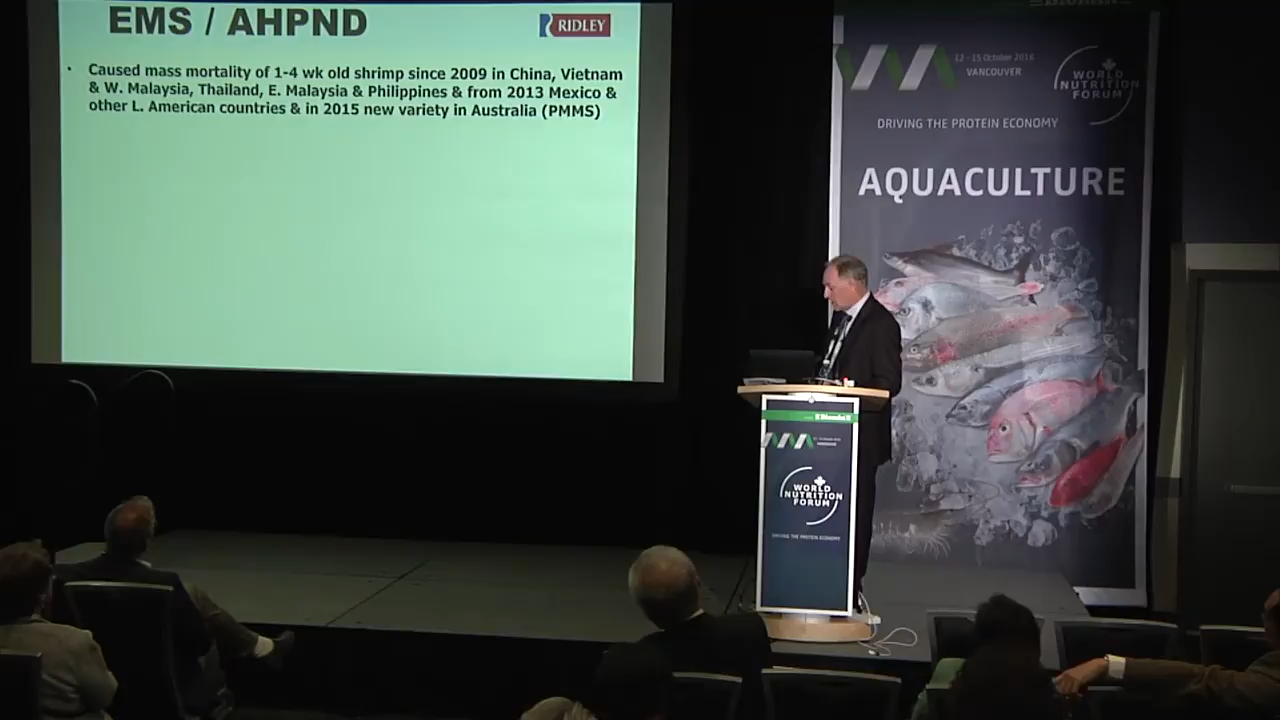 EMS / AHPND
RIDLEY
• Caused mass mortality of 1-4 wk old shrimp since 2009 in China, Vietnam
& W. Malaysia, Thailand, E. Malaysia & Philippines & from 2013 Mexico &
other L. American countries & in 2015 new variety in Australia (PMMS)
12 - 15 October 2016
VANCOUVER
WORLD
NUTRITION
FORUM
DRIVING THE PROTEIN ECONOMY
AQUACULTURE
WORLD
NUTRITION
FORUM
DRIVING THE PROTEIN ECONOMY